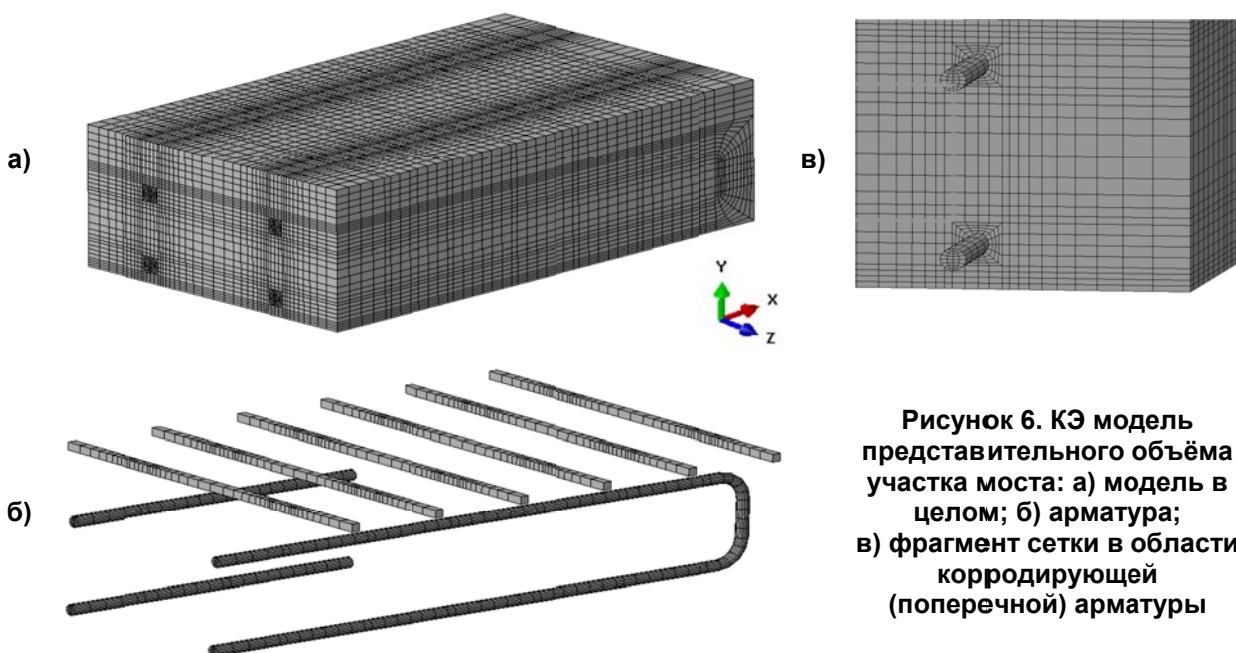 а)
в)
Y
X
Z
б)
Рисунок 6. КЭ модель
представительного объёма
участка моста: а) модель в
целом; б) арматура;
в) фрагмент сетки в области
корродирующей
(поперечной) арматуры